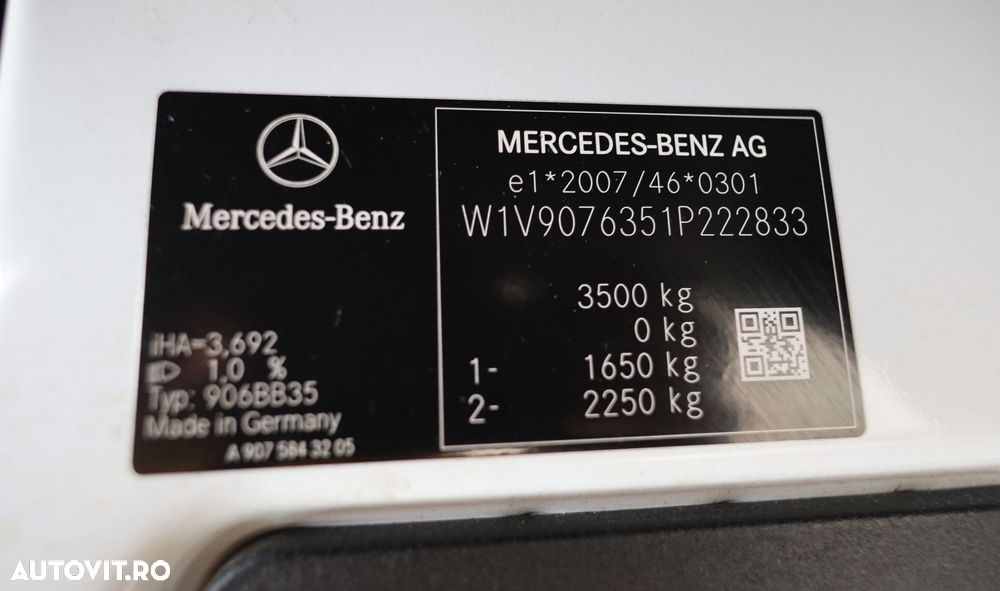 Mercedes-Benz
iHA=3,692
1,0 %
Typ: 906BB35
Made in Germany
A 907 584 32 05
MERCEDES-BENZ AG
e1*2007/46*0301
W1V9076351P222833
3500 kg
0 kg
1- 1650 kg
2- 2250 kg
AUTOVIT.RO